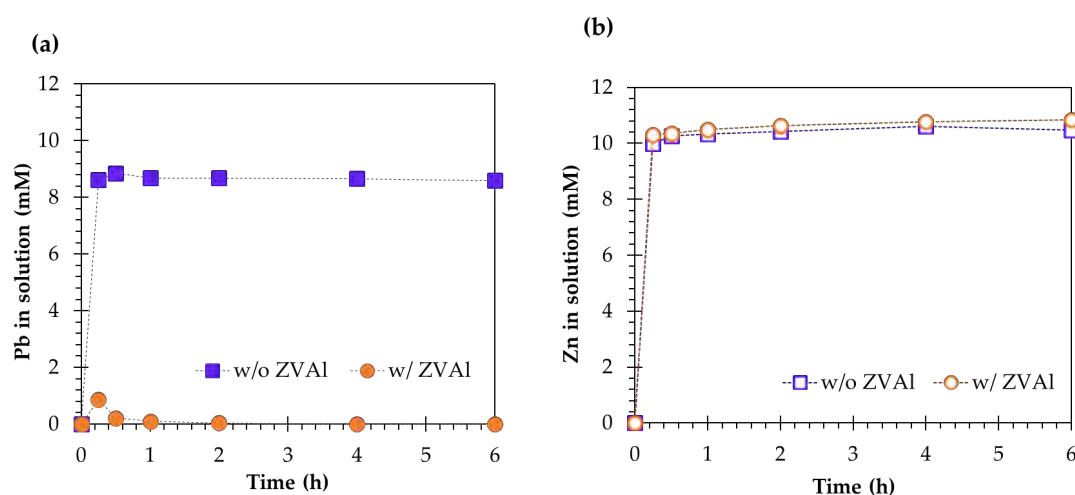 (a)
12
10
8
6
4
2
0
Pb in solution (mM)
w/o ZVAl
w/ ZVAl
0 1 2 3 4 5 6
Time (h)
(b)
12
10
8
6
4
2
0
Zn in solution (mM)
w/o ZVAl
w/ ZVAl
0 1 2 3 4 5 6
Time (h)